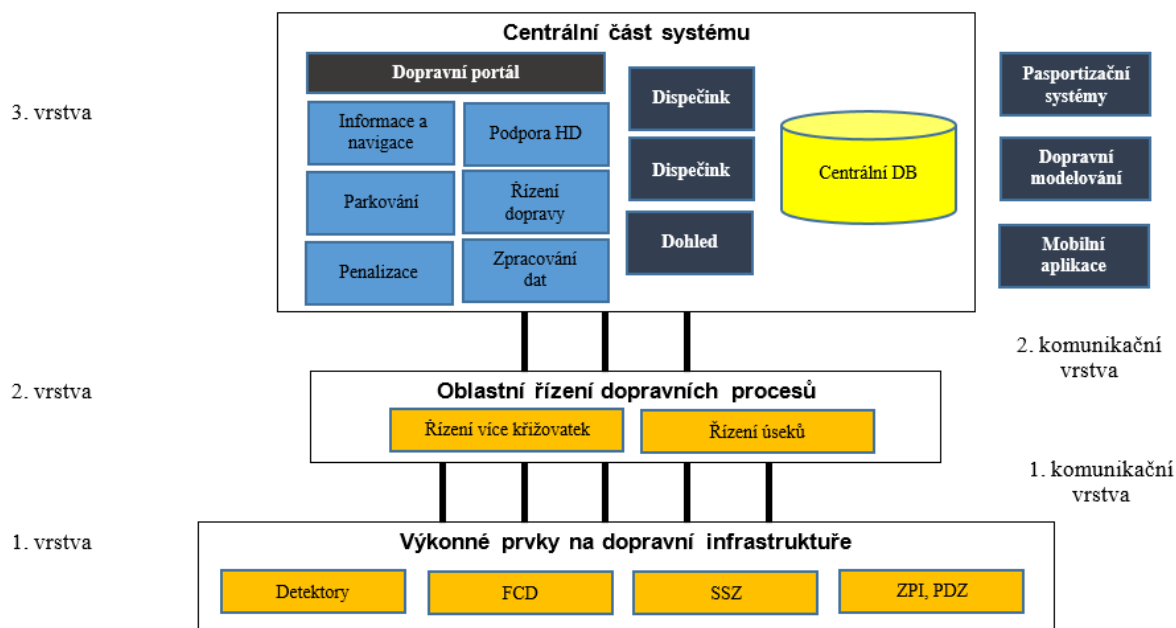 Centrální část systému
3. vrstva
Dopravní portál
Informace a
navigace
Podpora HD
Parkování
Řízení
dopravy
Penalizace
Zpracování
dat
Dispečink
Dispečink
Dohled
Centrální DB
Pasportizační
systémy
Dopravní
modelování
Mobilní
aplikace
2. komunikační
vrstva
2. vrstva
Oblastní řízení dopravních procesů
Řízení více křižovatek
Řízení úseků
1. komunikační
vrstva
1. vrstva
Výkonné prvky na dopravní infrastruktuře
Detektory
FCD
SSZ
ZPI, PDZ